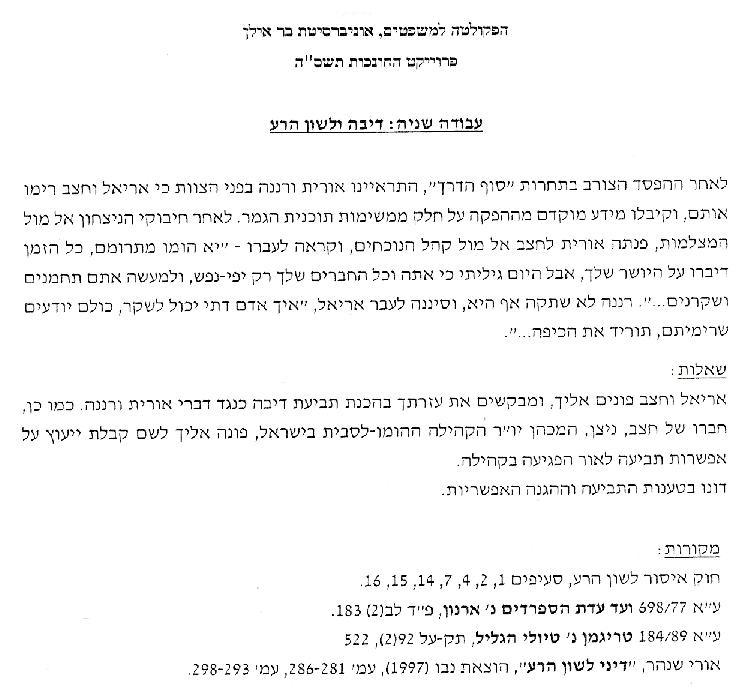 הפקולטה למשפטים, אוניברסיטת בר אילן
פרוייקט החינכות תשס"ה
עבודה שניה: דיבה ולשון הרע
לאחר ההפסד הצורב בתחרות "סוף הדרך", התראיינו אורית ורננה בפני הצוות כי אריאל וחצב רימו
אותם, וקיבלו מידע מוקדם מההפקה על חלק ממשימות תוכנית הגמר. לאחר חיבוקי הניצחון אל מול
המצלמות, פנתה אורית לחצב אל מול קהל הנוכחים, וקראה לעברו - "יא הומו מתרומם, כל הזמן
דיברו על היושר שלך, אבל היום גיליתי כי אתה וכל החברים שלך רק יפי-נפש, ולמעשה אתם תחמנים
ושקרנים...". רננה לא שתקה אף היא, וסיננה לעבר אריאל, "איך אדם דתי יכול לשקר, כולם יודעים
שרימיתם, תוריד את הכיפה...".
שאלות:
אריאל וחצב פונים אליך, ומבקשים את עזרתך בהכנת תביעת דיבה כנגד דברי אורית ורננה. כמו כן,
חברו של חצב, ניצן, המכהן יו"ר הקהילה ההומו-לסבית בישראל, פונה אליך לשם קבלת ייעוץ על
אפשרות תביעה לאור הפגיעה בקהילה.
דונו בטענות התביעה וההגנה האפשריות.
מקורות:
חוק איסור לשון הרע, סעיפים 1, 2, 4, 7, 14, 15, 16.
ע"א 698/77 ועד עדת הספרדים נ' ארנון, פ"ד לב(2) 183.
ע"א 184/89 טריגמן נ' טיולי הגליל, תק-על 92(2), 522
אורי שנהר, "דיני לשון הרע", הוצאת נבו (1997), עמ' 286-281, עמ' 298-293.